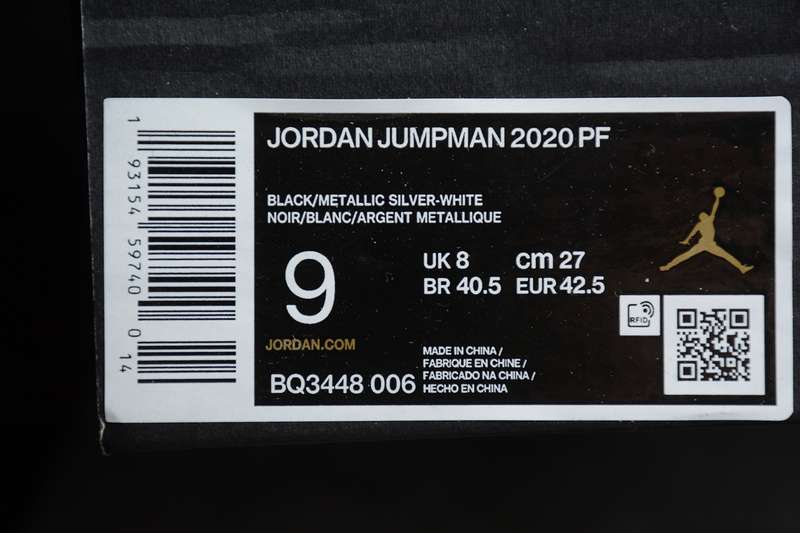 JORDAN JUMPMAN 2020 PF
BLACK/METALLIC SILVER-WHITE
NOIR/BLANC/ARGENT METALLIQUE
9
UK 8 cm 27
BR 40.5 EUR 42.5
RFID
JORDAN.COM
BQ3448 006
MADE IN CHINA /
FABRIQUE EN CHINE /
FABRICADO NA CHINA /
HECHO EN CHINA
1 93154 59740 0 14